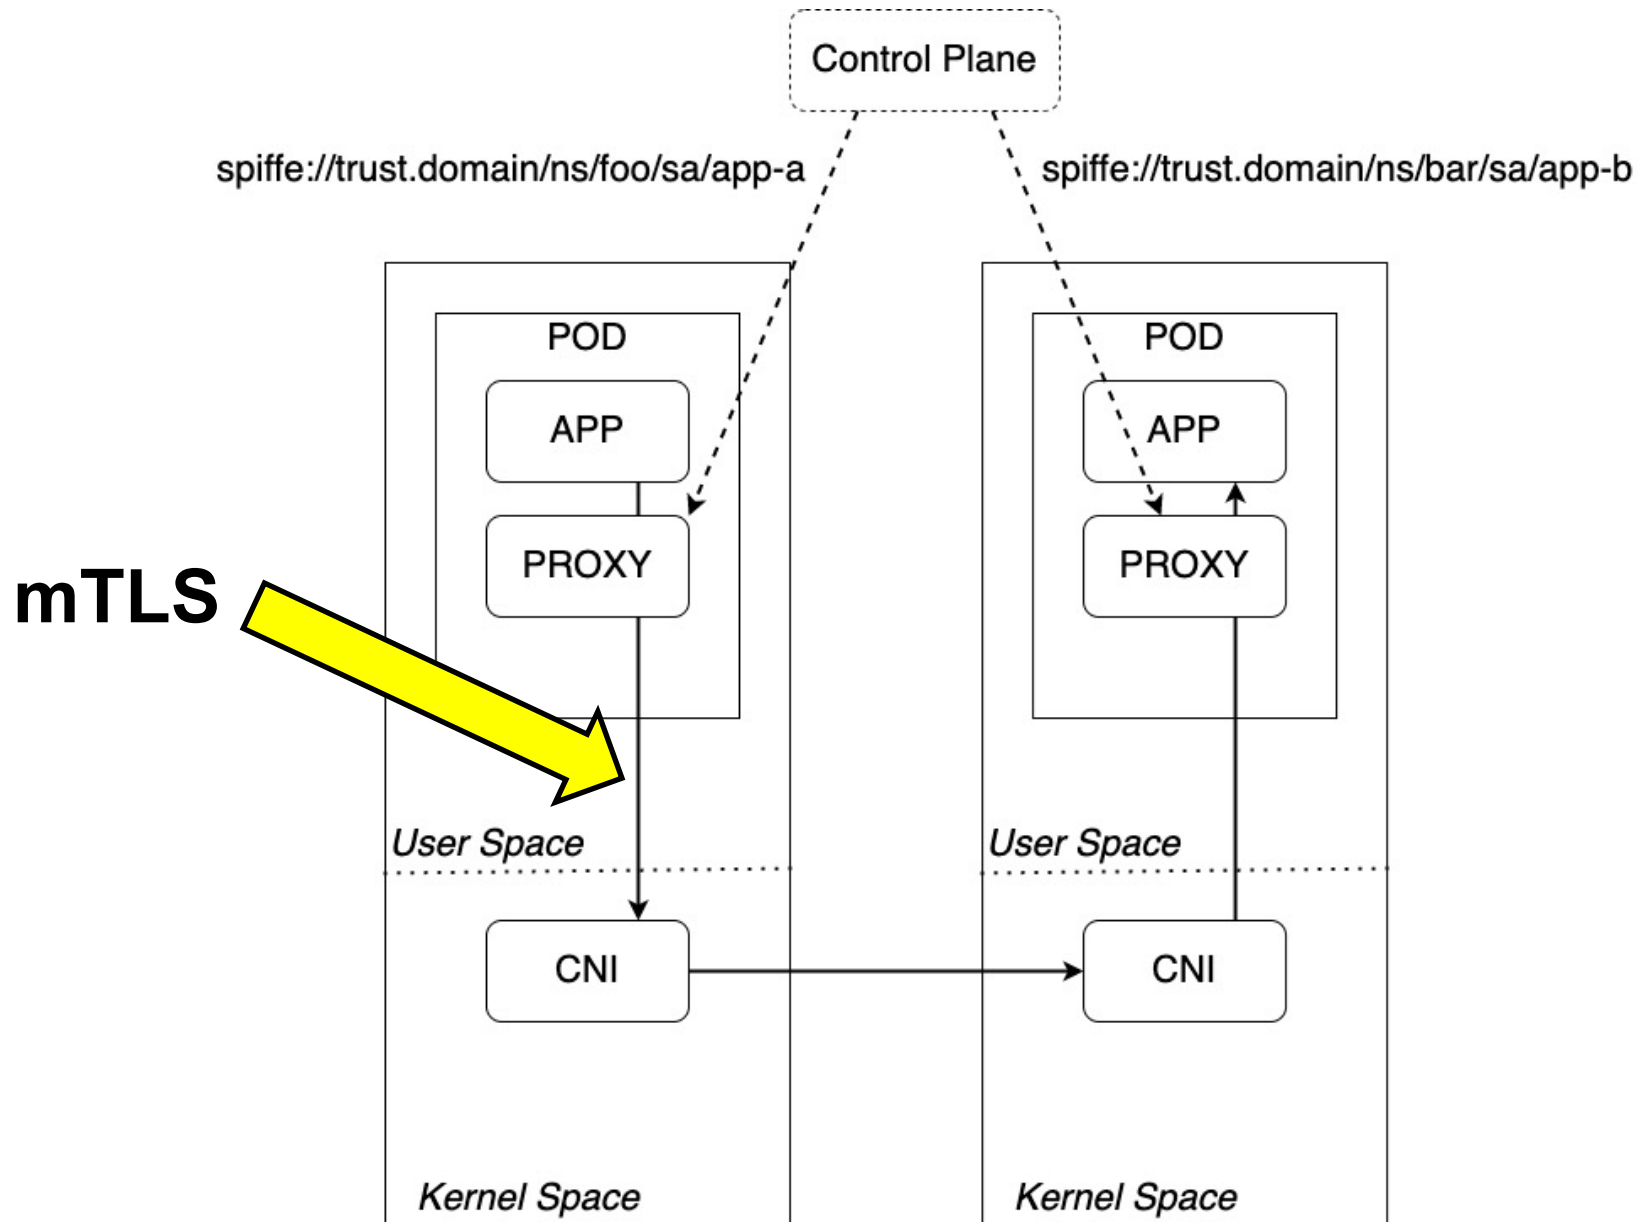 Control Plane
spiffe://trust.domain/ns/foo/sa/app-a
spiffe://trust.domain/ns/bar/sa/app-b
POD
POD
APP
APP
PROXY
PROXY
mTLS
User Space
User Space
CNI
CNI
Kernel Space
Kernel Space